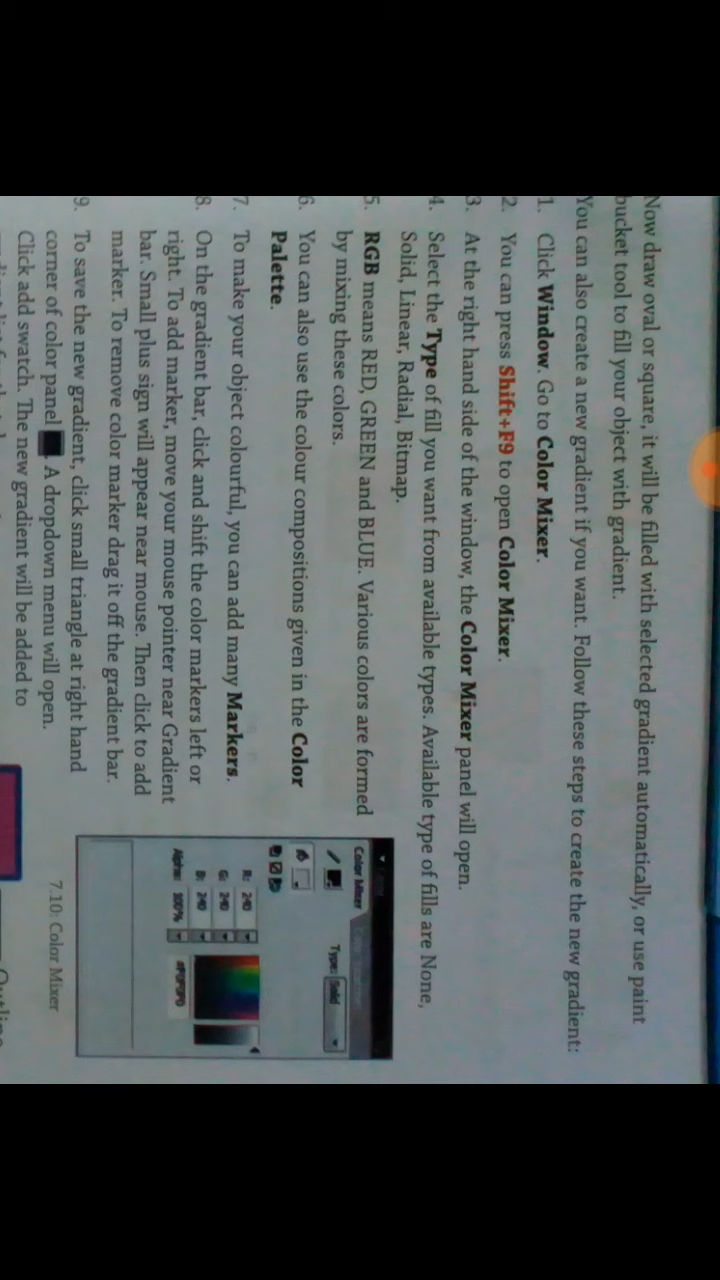 Now draw oval or square, it will be filled with selected gradient automatically, or use paint
bucket tool to fill your object with gradient.
You can also create a new gradient if you want. Follow these steps to create the new gradient:
1. Click Window. Go to Color Mixer.
2. You can press Shift+F9 to open Color Mixer.
3. At the right hand side of the window, the Color Mixer panel will open.
4. Select the Type of fill you want from available types. Available type of fills are None,
Solid, Linear, Radial, Bitmap.
5. RGB means RED, GREEN and BLUE. Various colors are formed
by mixing these colors.
6. You can also use the colour compositions given in the Color
Palette.
7. To make your object colourful, you can add many Markers.
8. On the gradient bar, click and shift the color markers left or
right. To add marker, move your mouse pointer near Gradient
bar. Small plus sign will appear near mouse. Then click to add
marker. To remove color marker drag it off the gradient bar.
9. To save the new gradient, click small triangle at right hand
corner of color panel . A dropdown menu will open.
Click add swatch. The new gradient will be added to
Color Mixer
Type: Solid
R: 240
G: 240
B: 240
Alpha: 100%
#F0F0F0
7.10: Color Mixer
Outline